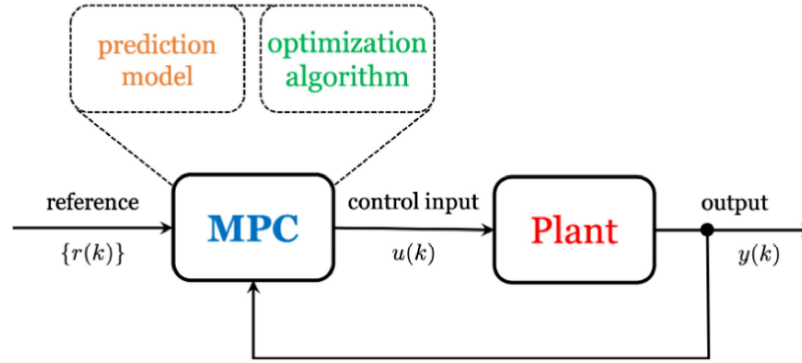 prediction
model
optimization
algorithm
reference
{r(k)}
MPC
control input
u(k)
Plant
output
y(k)